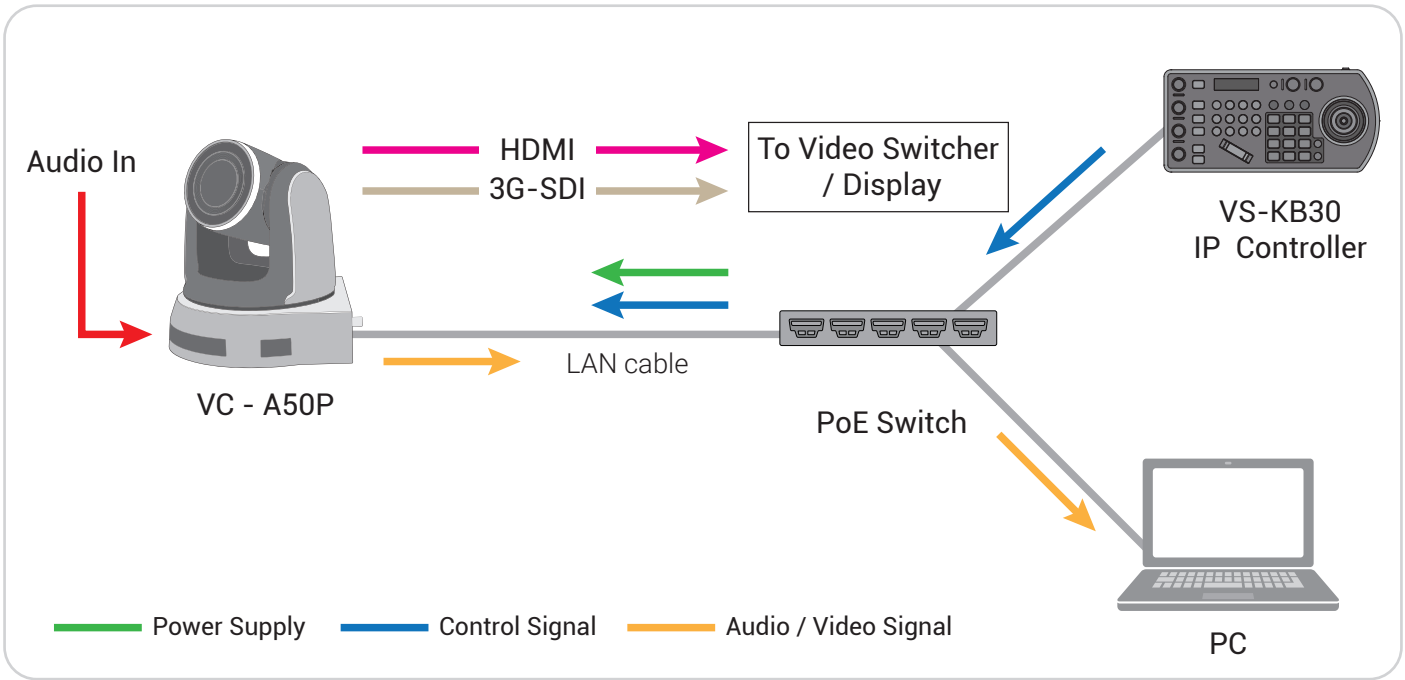 Audio In
HDMI
3G-SDI
To Video Switcher
/ Display
VS-KB30
IP Controller
LAN cable
VC - A50P
PoE Switch
Power Supply
Control Signal
Audio / Video Signal
PC